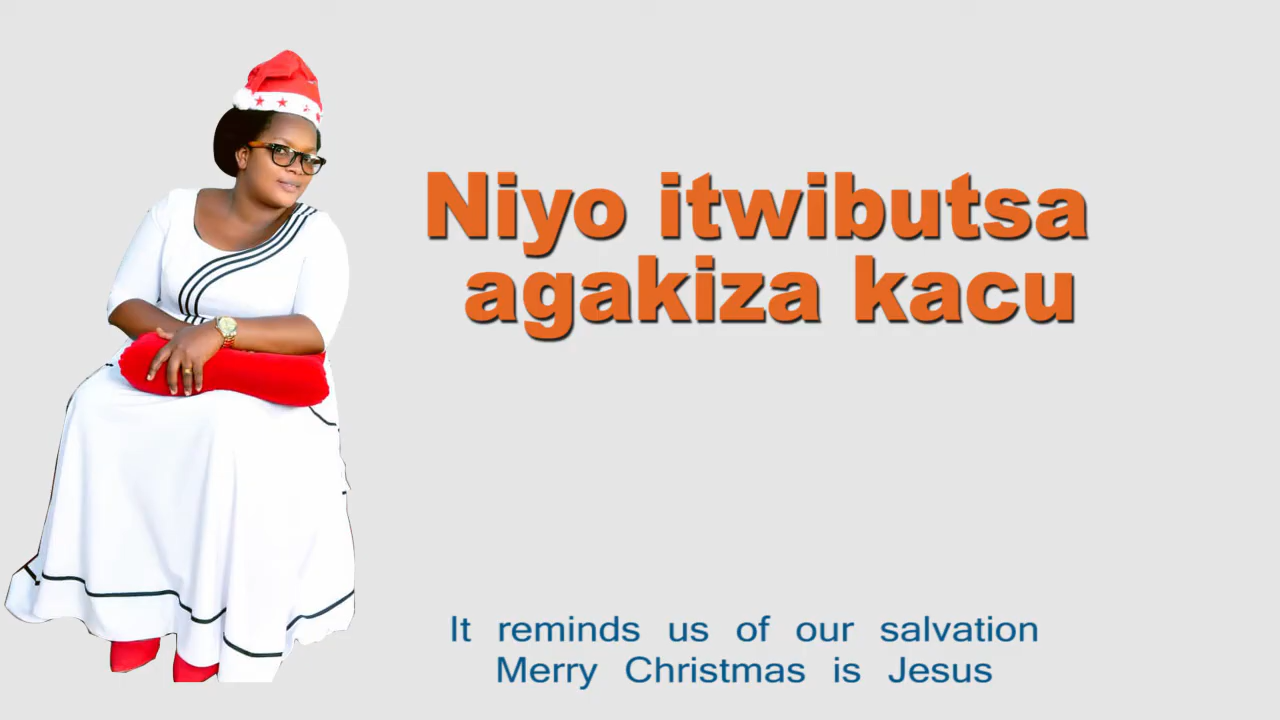 Niyo itwibutsa
agakiza kacu
It reminds us of our salvation
Merry Christmas is Jesus